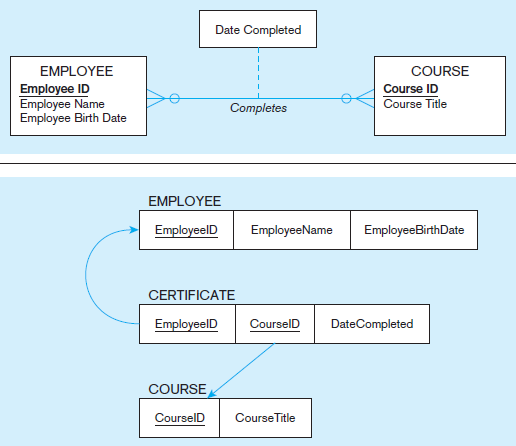 Date Completed
EMPLOYEE
Employee ID
Employee Name
Employee Birth Date
Completes
COURSE
Course ID
Course Title
EMPLOYEE
EmployeeID EmployeeName EmployeeBirthDate
CERTIFICATE
EmployeeID CourseID DateCompleted
COURSE
CourseID CourseTitle